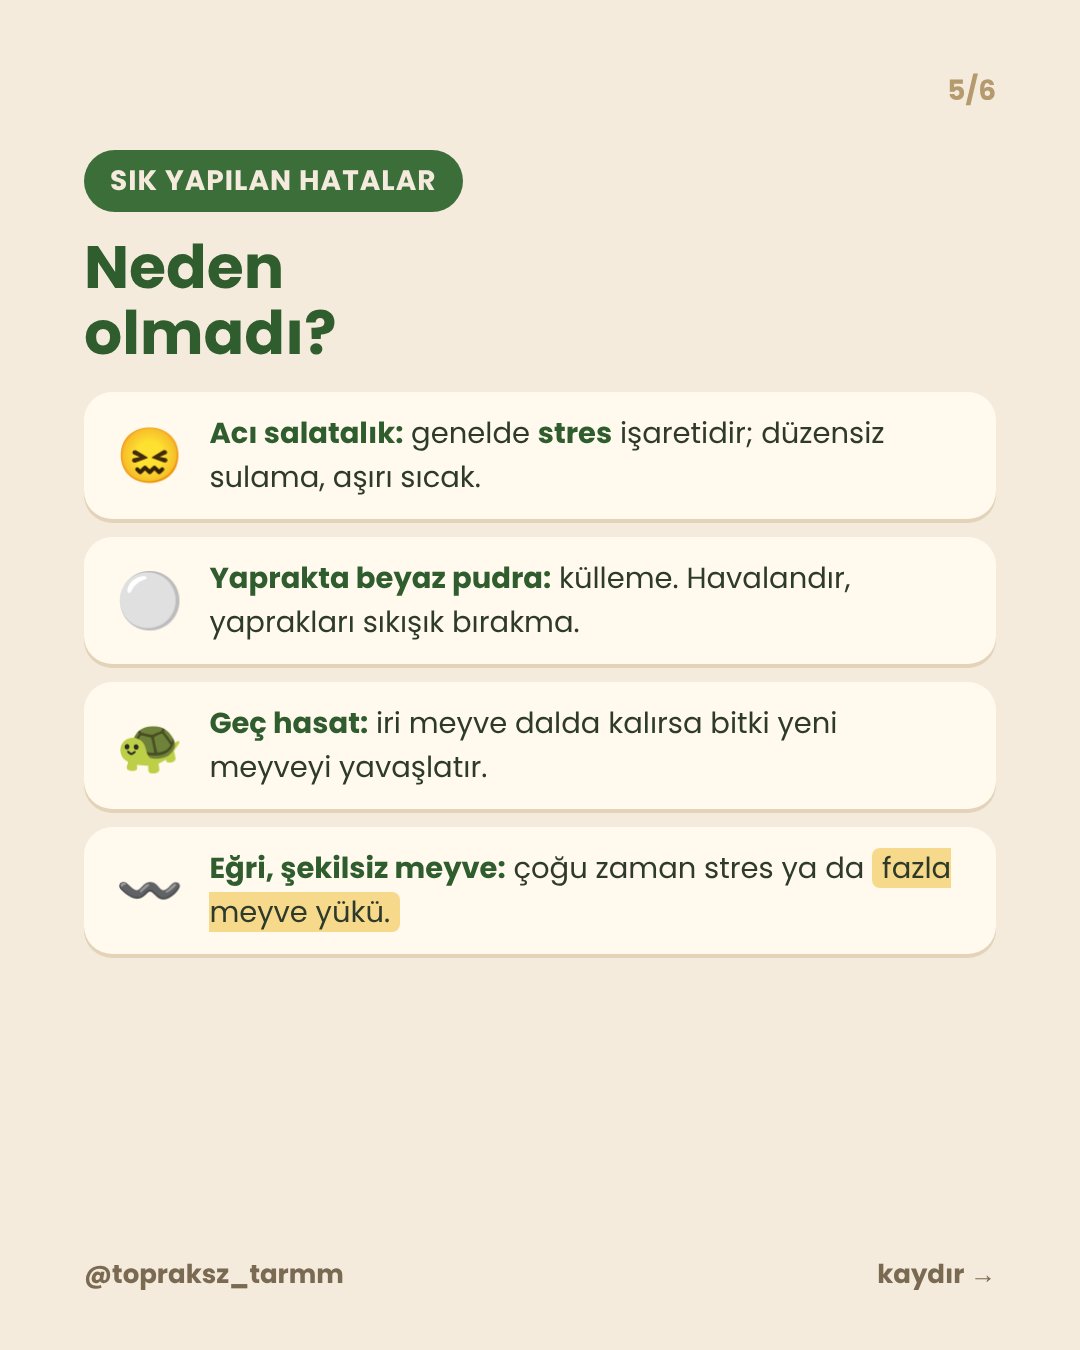 5/6
SIK YAPILAN HATALAR
Neden
olmadı?
Acı salatalık: genelde stres işaretidir; düzensiz
sulama, aşırı sıcak.
Yaprakta beyaz pudra: külleme. Havalandır,
yaprakları sıkışık bırakma.
Geç hasat: iri meyve dalda kalırsa bitki yeni
meyveyi yavaşlatır.
Eğri, şekilsiz meyve: çoğu zaman stres ya da fazla
meyve yükü.
@topraksz_tarmm
kaydır →